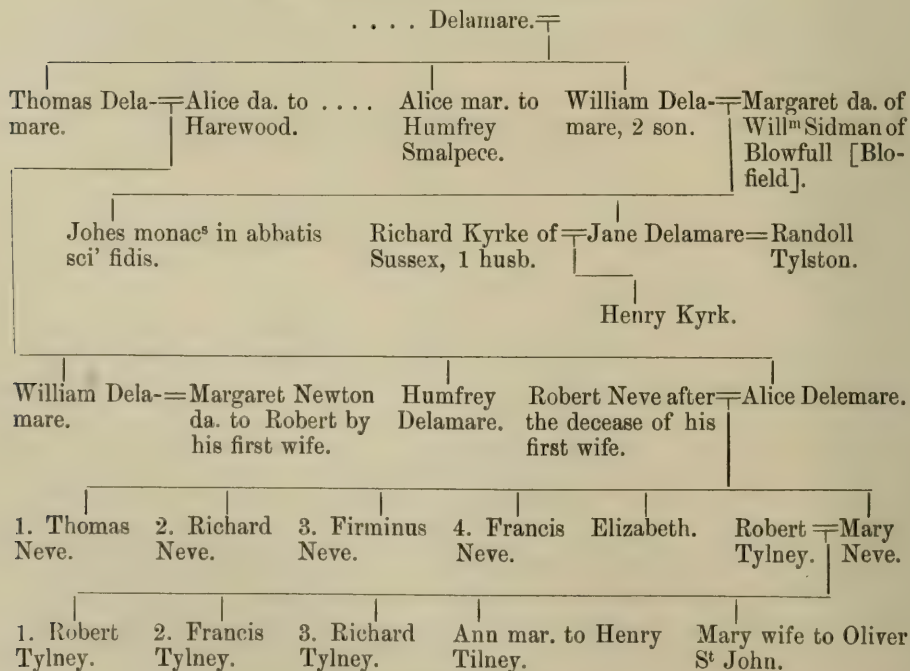 . . . . Delamare.
Thomas Dela- Alice da. to . . . . Alice mar. to William Dela- Margaret da. of
mare. Harewood. Humfrey mare, 2 son. Willᵐ Sidman of
Smalpece. Blowfull [Blo-
field].
Johes monacˢ in abbatis Richard Kyrke of Jane Delamare = Randoll
sci' fidis. Sussex, 1 husb. Tylston.
Henry Kyrk.
William Dela- = Margaret Newton Humfrey Robert Neve after Alice Delemare.
mare. da. to Robert by Delamare. the decease of his
his first wife. first wife.
1. Thomas 2. Richard 3. Firminus 4. Francis Elizabeth. Robert Mary
Neve. Neve. Neve. Neve. Tylney. Neve.
1. Robert 2. Francis 3. Richard Ann mar. to Henry Mary wife to Oliver
Tylney. Tylney. Tylney. Tilney. Sᵗ John.